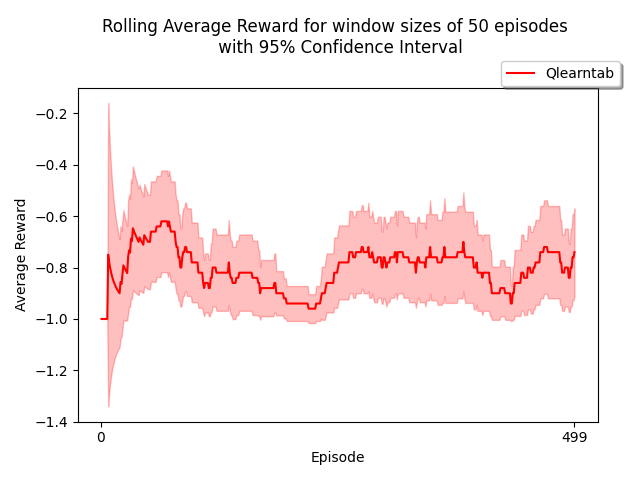 Rolling Average Reward for window sizes of 50 episodes
with 95% Confidence Interval
Qlearntab
−0.2
−0.4
−0.6
−0.8
−1.0
−1.2
−1.4
Average Reward
0
499
Episode